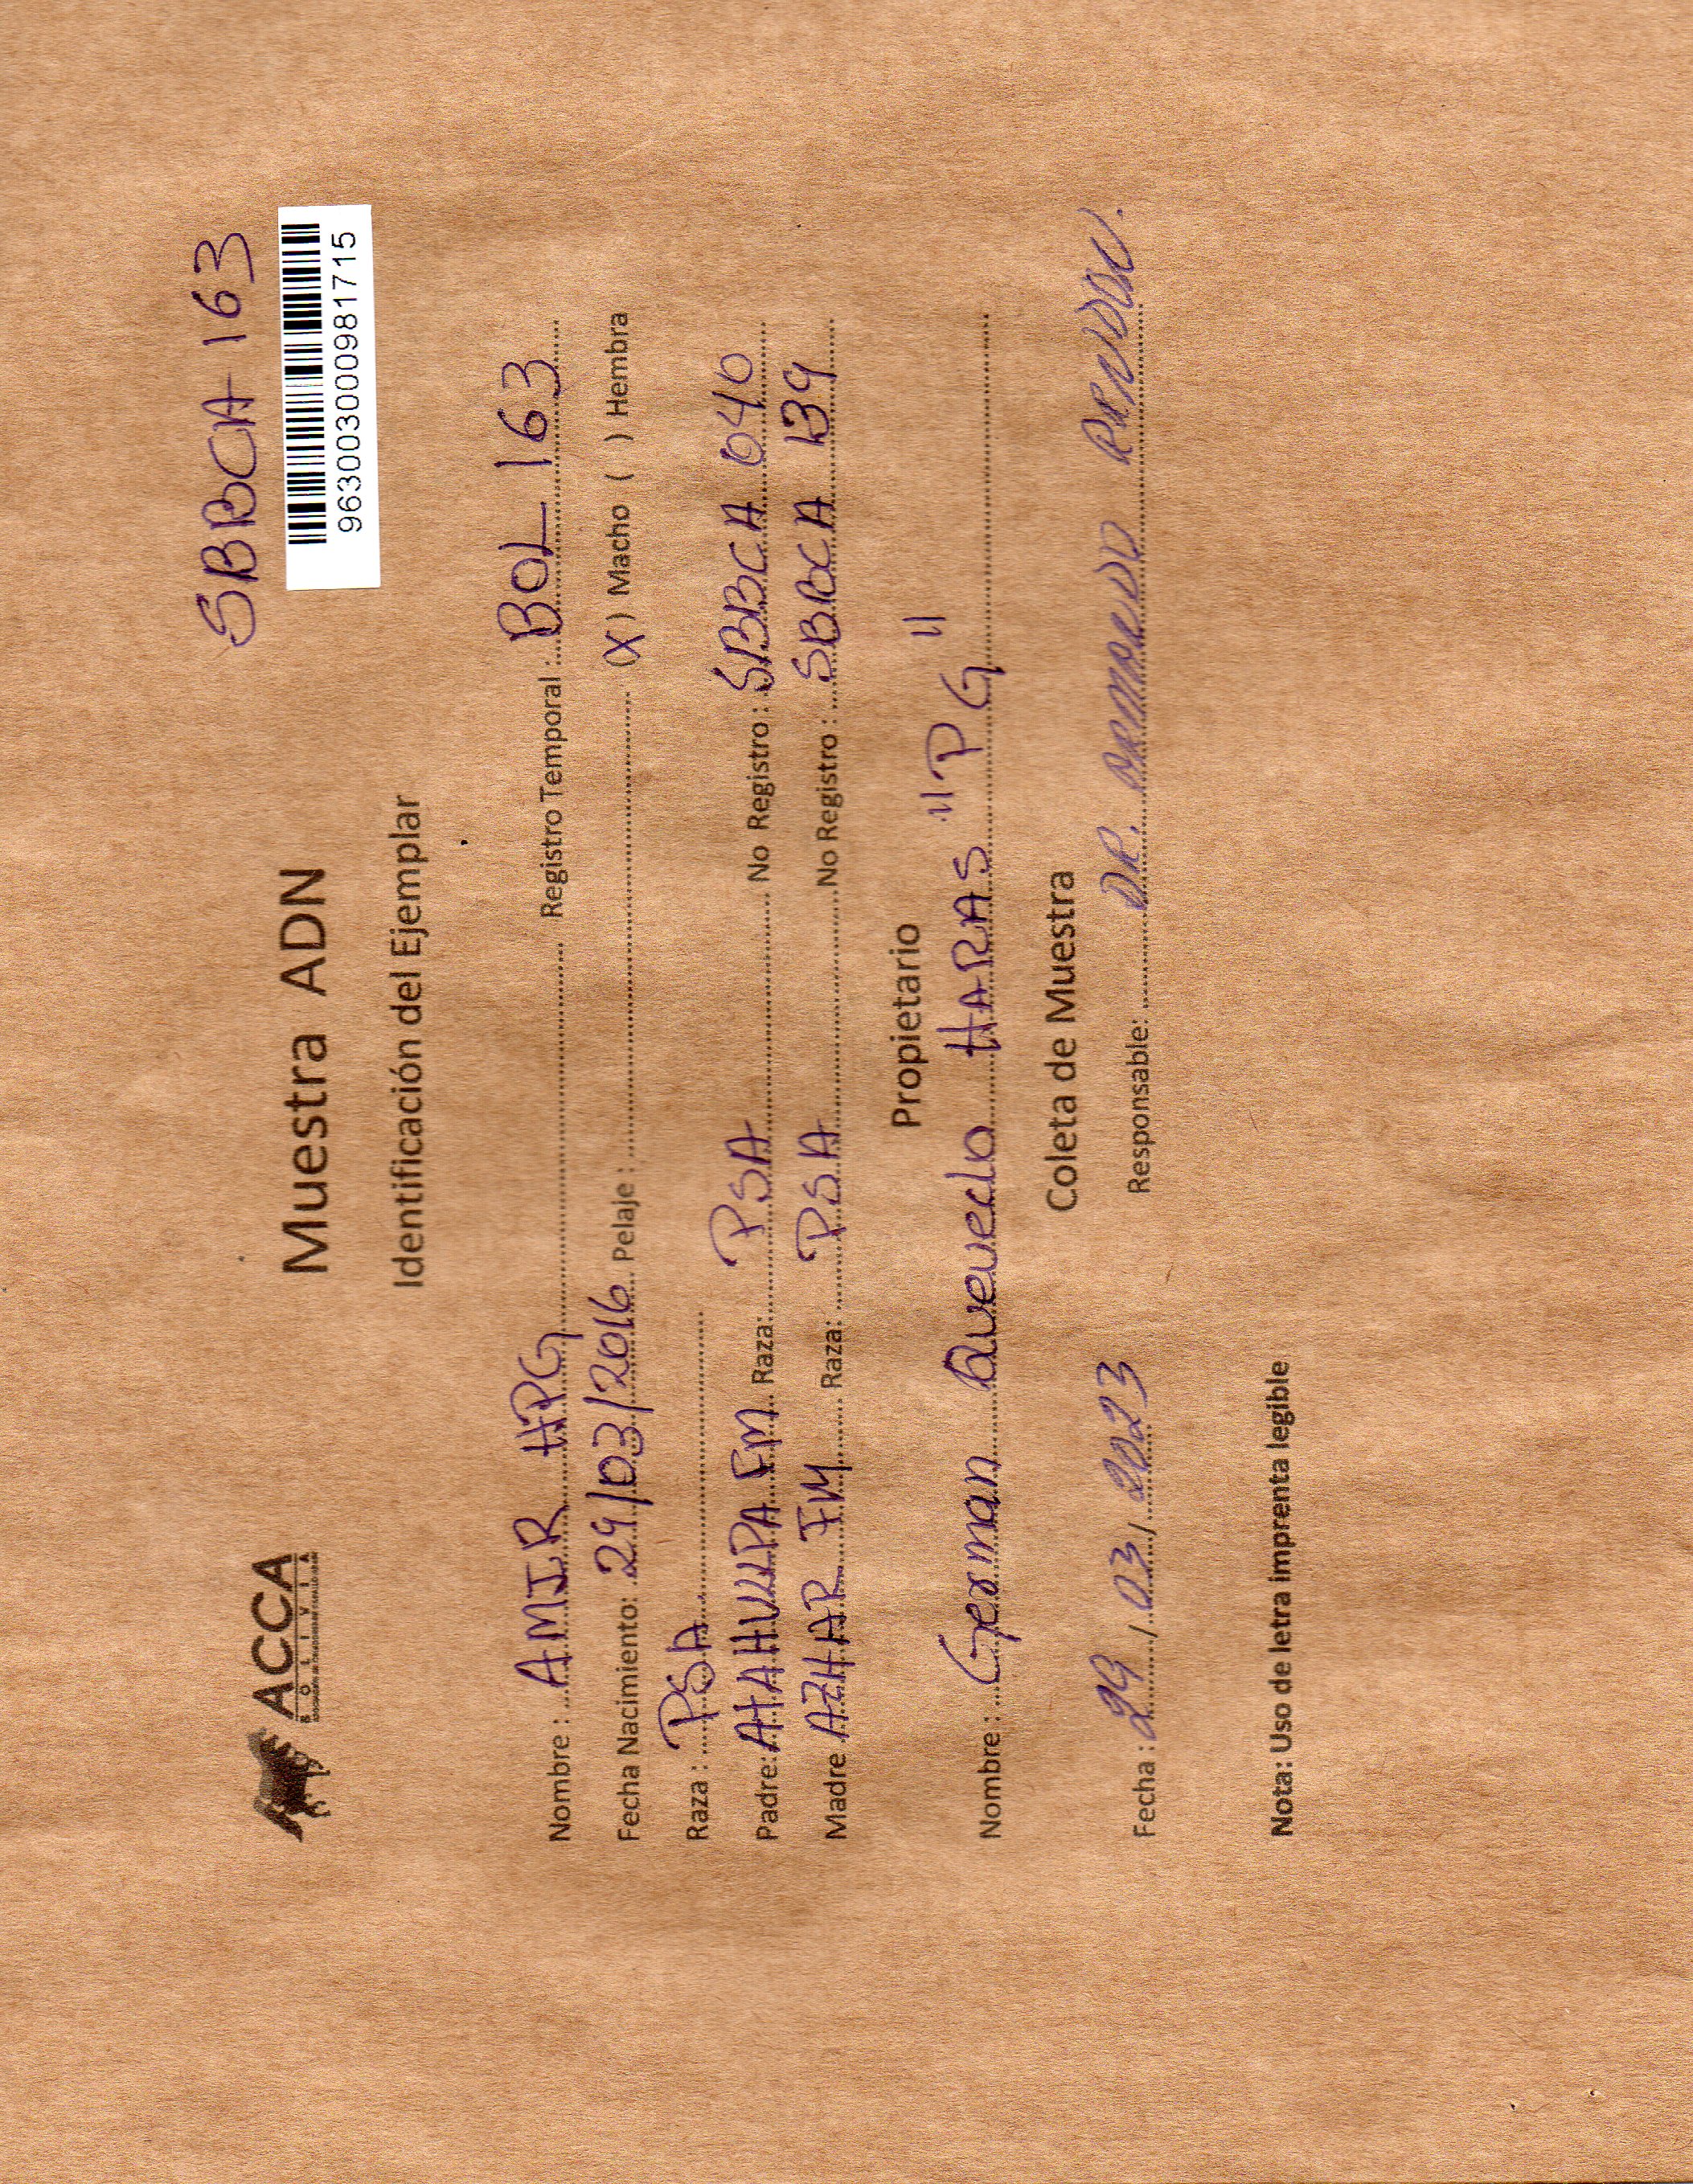 SBBCA 163
963003000981715
ACCA
BOLIVIA
Muestra ADN
Identificación del Ejemplar
Nombre : AMIR HPG Registro Temporal : BOL 163
Fecha Nacimiento: 29/03/2016 Pelaje : (X) Macho ( ) Hembra
Raza : PSA
Padre: ATAHULPA FM Raza: PSA No Registro : SBBCA 040
Madre AZHAR FM Raza: PSA No Registro : SBBCA 139
Propietario
Nombre : German Quevedo HARAS "PG"
Coleta de Muestra
Fecha : 29 / 03 / 2023 Responsable: DR. ARMANDO
Nota: Uso de letra imprenta legible